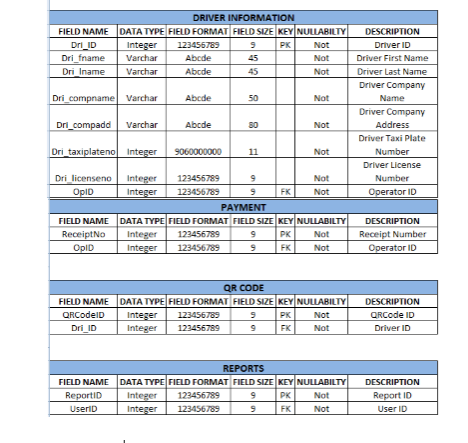 DRIVER INFORMATION
FIELD NAME DATA TYPE FIELD FORMAT FIELD SIZE KEY NULLABILTY DESCRIPTION
Dri_ID Integer 123456789 9 PK Not Driver ID
Dri_fname Varchar Abcde 45 Not Driver First Name
Dri_lname Varchar Abcde 45 Not Driver Last Name
Driver Company
Dri_compname Varchar Abcde 50 Not Name
Driver Company
Dri_compadd Varchar Abcde 80 Not Address
Driver Taxi Plate
Dri_taxiplateno Integer 9060000000 11 Not Number
Driver License
Dri_licenseno Integer 123456789 9 Not Number
OpID Integer 123456789 9 FK Not Operator ID
PAYMENT
FIELD NAME DATA TYPE FIELD FORMAT FIELD SIZE KEY NULLABILTY DESCRIPTION
ReceiptNo Integer 123456789 9 PK Not Receipt Number
OpID Integer 123456789 9 FK Not Operator ID
QR CODE
FIELD NAME DATA TYPE FIELD FORMAT FIELD SIZE KEY NULLABILTY DESCRIPTION
QRCodeID Integer 123456789 9 PK Not QRCode ID
Dri_ID Integer 123456789 9 FK Not Driver ID
REPORTS
FIELD NAME DATA TYPE FIELD FORMAT FIELD SIZE KEY NULLABILTY DESCRIPTION
ReportID Integer 123456789 9 PK Not Report ID
UserID Integer 123456789 9 FK Not User ID